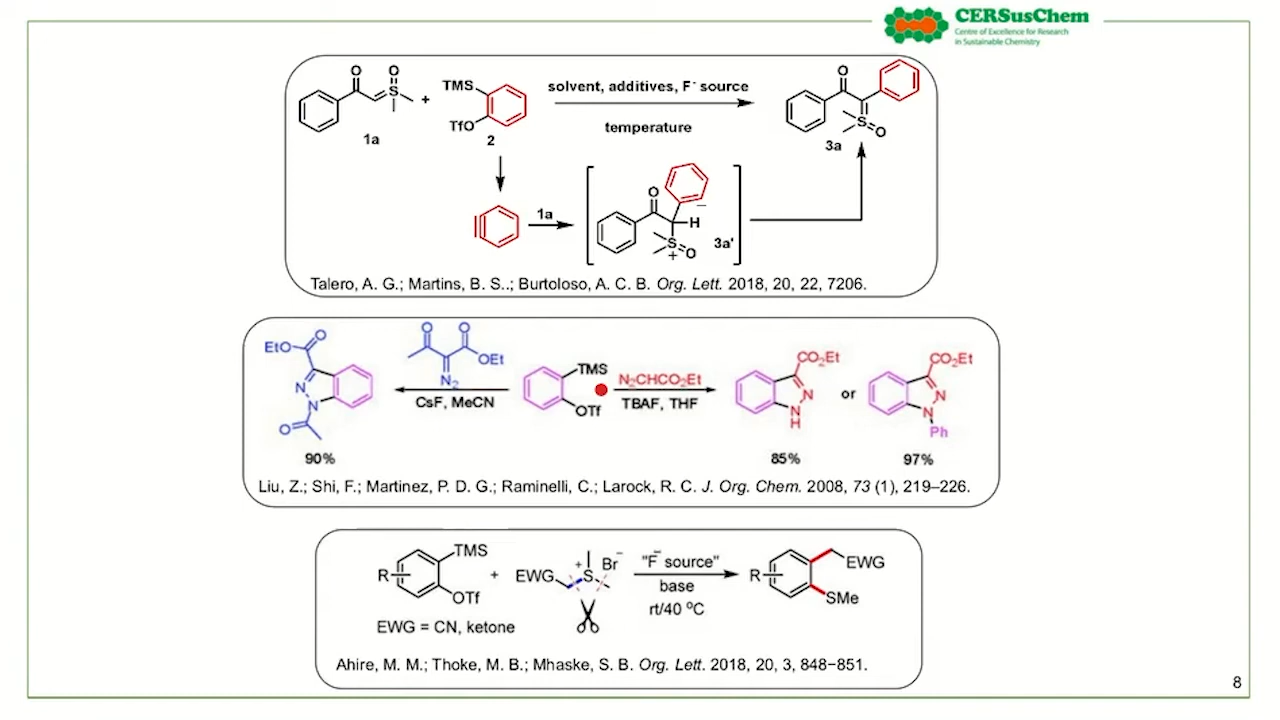 CERSusChem
Centre of Excellence for Research
in Sustainable Chemistry
O O
S
1a
+
TMS
TfO
2
solvent, additives, F⁻ source
temperature
O
S
O
3a
1a
O
H
S
+
O
−
3a'
Talero, A. G.; Martins, B. S..; Burtoloso, A. C. B. Org. Lett. 2018, 20, 22, 7206.
EtO O
N
N
O
90%
O O
OEt
N₂
CsF, MeCN
TMS
OTf
N₂CHCO₂Et
TBAF, THF
CO₂Et
N
N
H
85%
or
CO₂Et
N
N
Ph
97%
Liu, Z.; Shi, F.; Martinez, P. D. G.; Raminelli, C.; Larock, R. C. J. Org. Chem. 2008, 73 (1), 219–226.
R
TMS
OTf
+
EWG
+
S
Br⁻
"F⁻ source"
base
rt/40 ⁰C
R
EWG
SMe
EWG = CN, ketone
Ahire, M. M.; Thoke, M. B.; Mhaske, S. B. Org. Lett. 2018, 20, 3, 848−851.
8